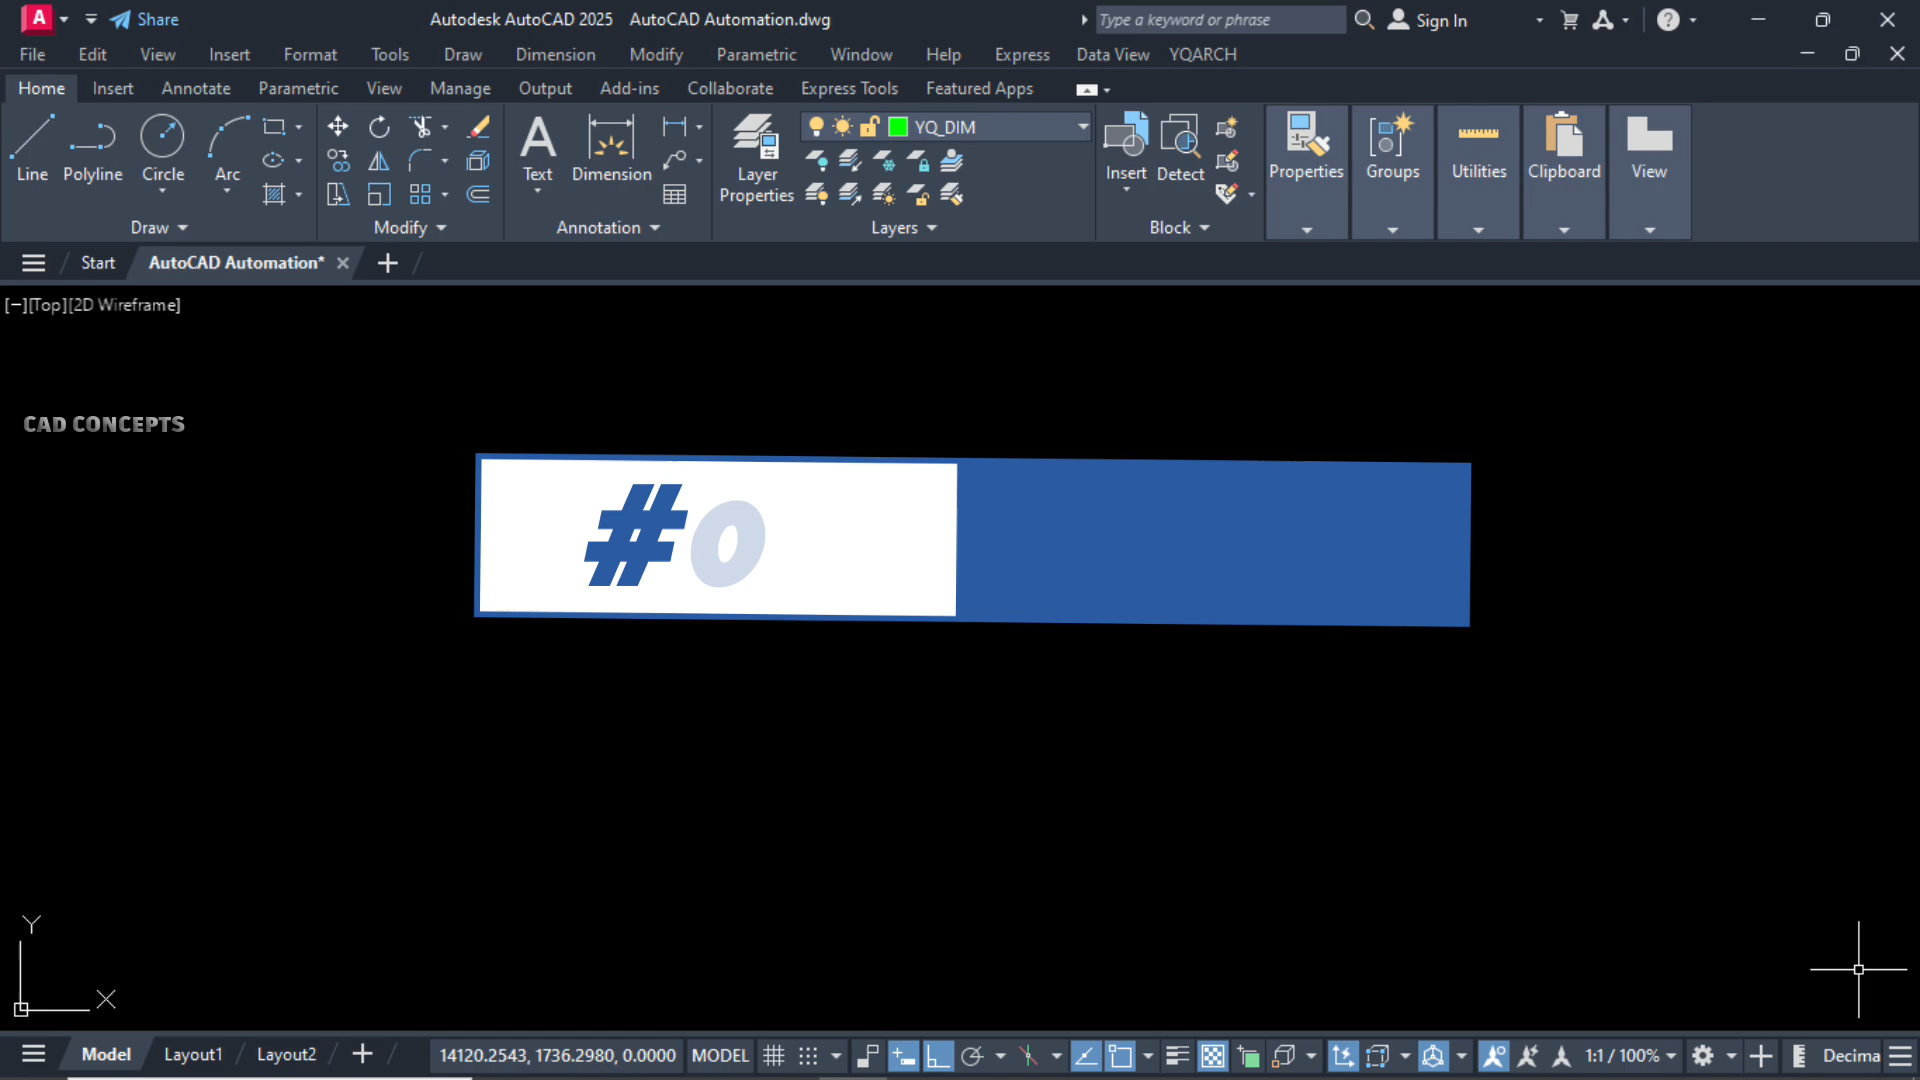 A Share Autodesk AutoCAD 2025 AutoCAD Automation.dwg Type a keyword or phrase Sign In ?
File Edit View Insert Format Tools Draw Dimension Modify Parametric Window Help Express Data View YQARCH
Home Insert Annotate Parametric View Manage Output Add-ins Collaborate Express Tools Featured Apps
YQ_DIM
Line Polyline Circle Arc Text Dimension Layer Properties Insert Detect Properties Groups Utilities Clipboard View
Draw Modify Annotation Layers Block
Start AutoCAD Automation*
[−][Top][2D Wireframe]
CAD CONCEPTS
#o
Y
X
Model Layout1 Layout2 14120.2543, 1736.2980, 0.0000 MODEL 1:1 / 100% Decima